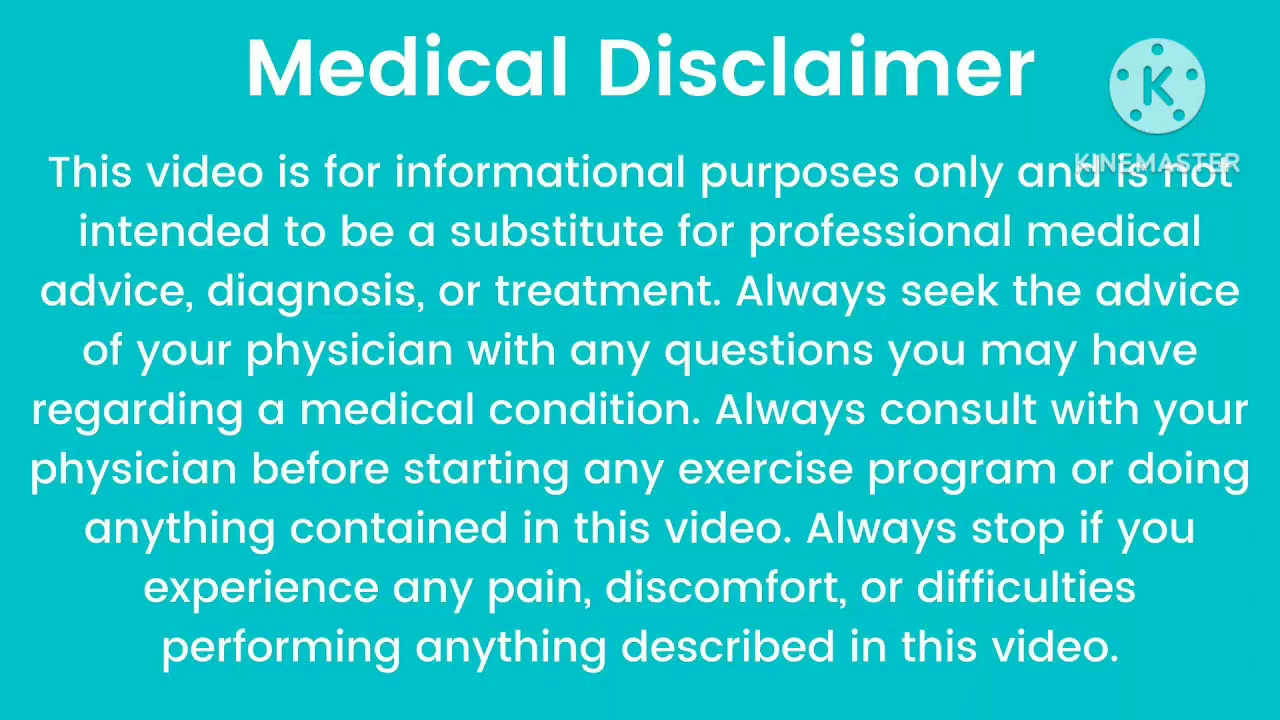 Medical Disclaimer
K
KINEMASTER
This video is for informational purposes only and is not
intended to be a substitute for professional medical
advice, diagnosis, or treatment. Always seek the advice
of your physician with any questions you may have
regarding a medical condition. Always consult with your
physician before starting any exercise program or doing
anything contained in this video. Always stop if you
experience any pain, discomfort, or difficulties
performing anything described in this video.